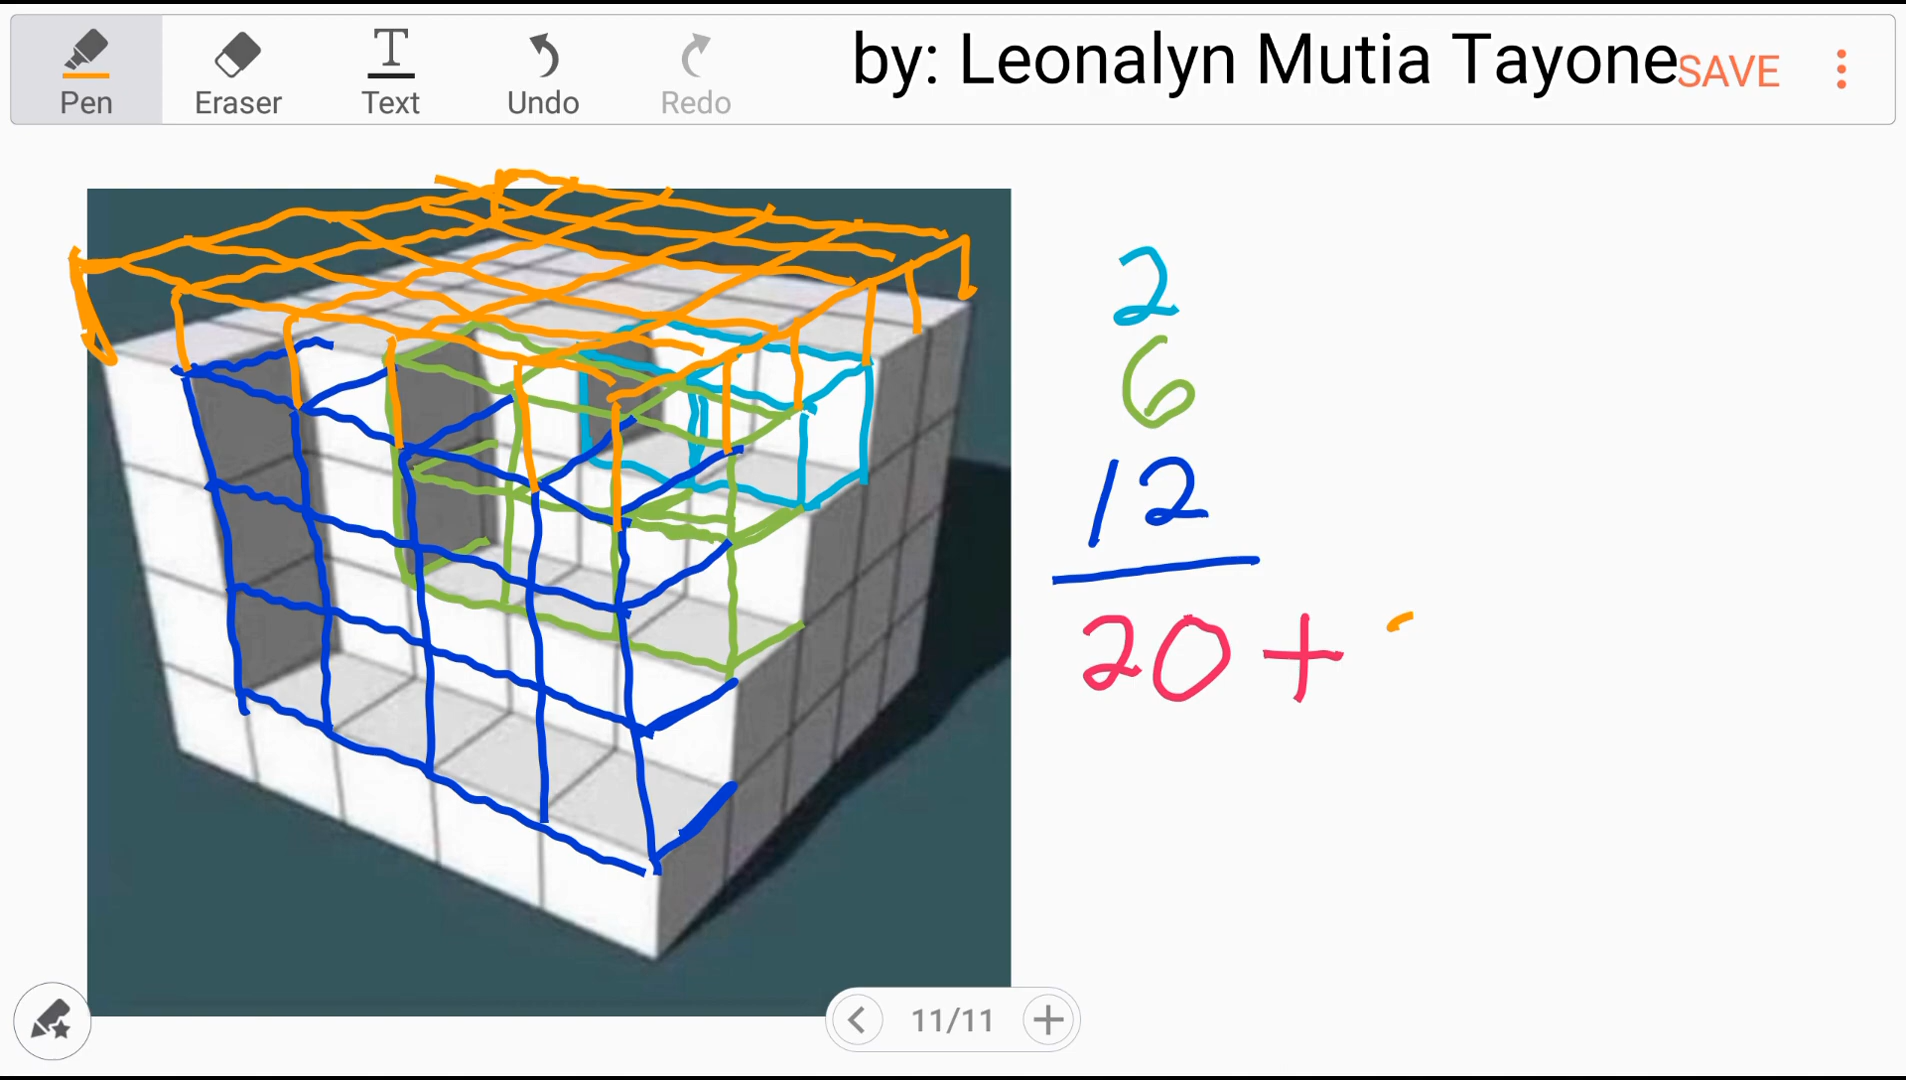 by: Leonalyn Mutia Tayone
SAVE
Pen
Eraser
Text
Undo
Redo
2
6
12
20 +
11/11